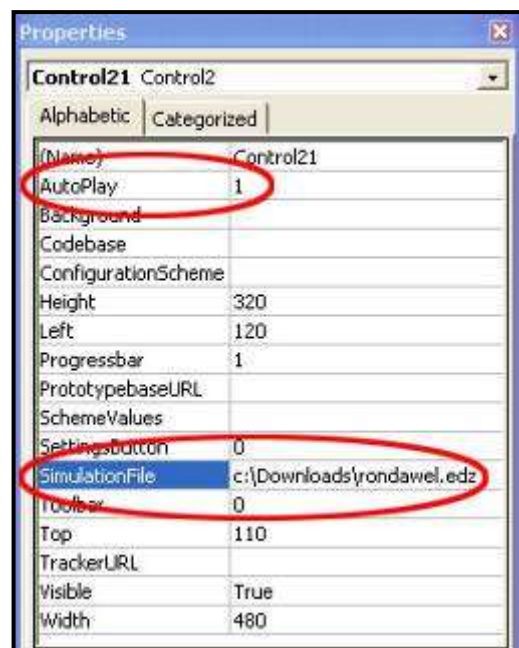 Properties
Control21 Control2
Alphabetic Categorized
(Name) Control21
AutoPlay 1
Background
Codebase
ConfigurationScheme
Height 320
Left 120
Progressbar 1
PrototypebaseURL
SchemeValues
SettingsButton 0
SimulationFile c:\Downloads\rondawel.edz
Toolbar 0
Top 110
TrackerURL
Visible True
Width 480